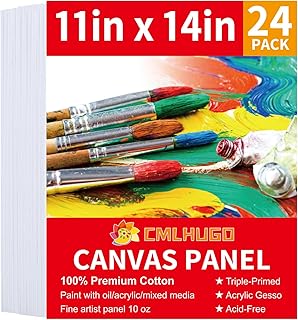 11in x 14in
24
PACK
CMLHUGO
CANVAS PANEL
100% Premium Cotton
Paint with oil/acrylic/mixed media
Fine artist panel 10 oz
★ Triple-Primed
★ Acrylic Gesso
★ Acid-Free